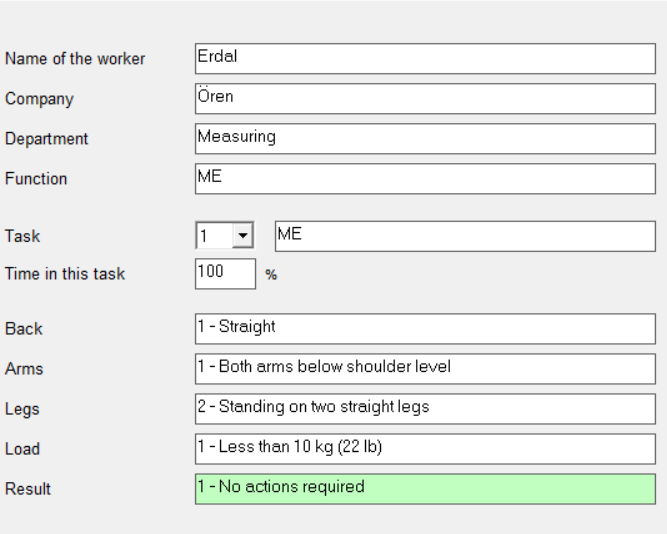 Name of the worker Erdal
Company Ören
Department Measuring
Function ME
Task 1 ME
Time in this task 100 %
Back 1 - Straight
Arms 1 - Both arms below shoulder level
Legs 2 - Standing on two straight legs
Load 1 - Less than 10 kg (22 lb)
Result 1 - No actions required